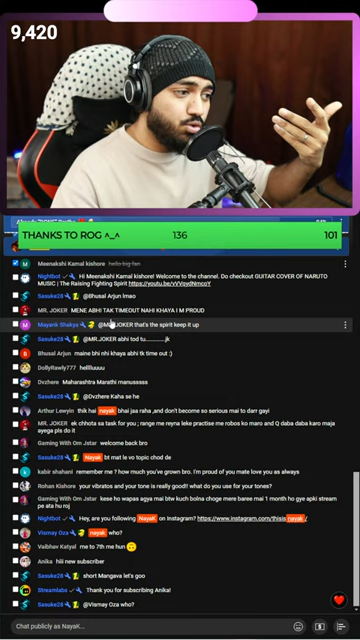 9,420
THANKS TO ROG ^_^ 136 101
Meenakshi Kamal kishore hello big fan
Nightbot Hi Meenakshi Kamal kishore! Welcome to the channel. Do checkout GUITAR COVER OF NARUTO
MUSIC | The Raising Fighting Spirit https://youtu.be/vVVoydNmcoY
Sasuke28 @Bhusal Arjun lmao
MR. JOKER MENE ABHI TAK TIMEOUT NAHI KHAYA I M PROUD
Mayank Shakya @MR.JOKER that's the spirit keep it up
Sasuke28 @MR.JOKER abhi tod tu...............jk
Bhusal Arjun maine bhi nhi khaya abhi tk time out :)
DollyRawly777 helllluuuu
Dvzhere Maharashtra Marathi manusssss
Sasuke28 @Dvzhere Kaha se he
Arthur Lewyin thik hai nayak bhai jaa raha ,and don't become so serious mai to darr gayi
MR. JOKER ek chhota sa task for you ; range me reyna leke practise me robos ko maro and Q daba daba karo maja
ayega pls do it
Gaming With Om Jstar welcome back bro
Sasuke28 Nayak bt mat le vo topic chod de
kabir shahani remember me ? how much you've grown bro. I'm proud of you mate love you as always
Rohan Kishore your vibratos and your tone is really good!! what do you use for your tones?
Gaming With Om Jstar kese ho wapas agya mai btw kuch bolna choge mere baree mai 1 month ho gye apki stream
pe ata hu roj
Nightbot Hey, are you following Nayak on Instagram? https://www.instagram.com/thisisnayak/
Vismay Oza nayak who?
Vaibhav Katyal me to 7th me hun
Anika hiii new subscriber
Sasuke28 short Mangava let's goo
Streamlabs Thank you for subscribing Anika!
Sasuke28 @Vismay Oza who?
Chat publicly as NayaK...